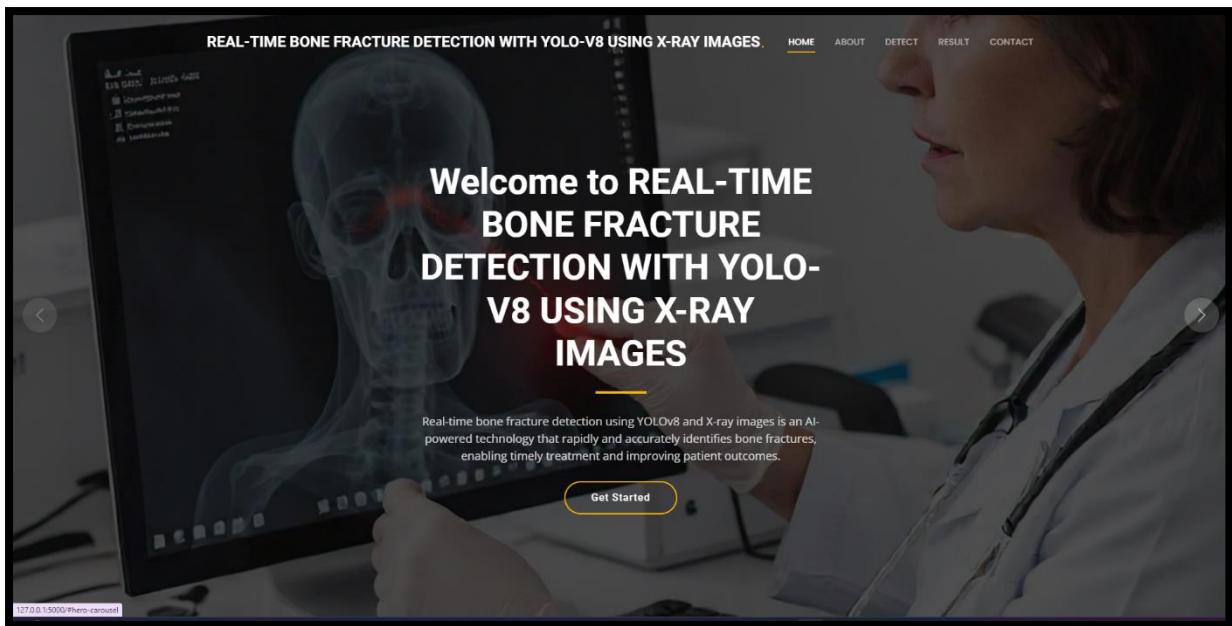 REAL-TIME BONE FRACTURE DETECTION WITH YOLO-V8 USING X-RAY IMAGES.
HOME ABOUT DETECT RESULT CONTACT
Welcome to REAL-TIME
BONE FRACTURE
DETECTION WITH YOLO-
V8 USING X-RAY
IMAGES
Real-time bone fracture detection using YOLOv8 and X-ray images is an AI-
powered technology that rapidly and accurately identifies bone fractures,
enabling timely treatment and improving patient outcomes.
Get Started
127.0.0.1:5000/#hero-carousel